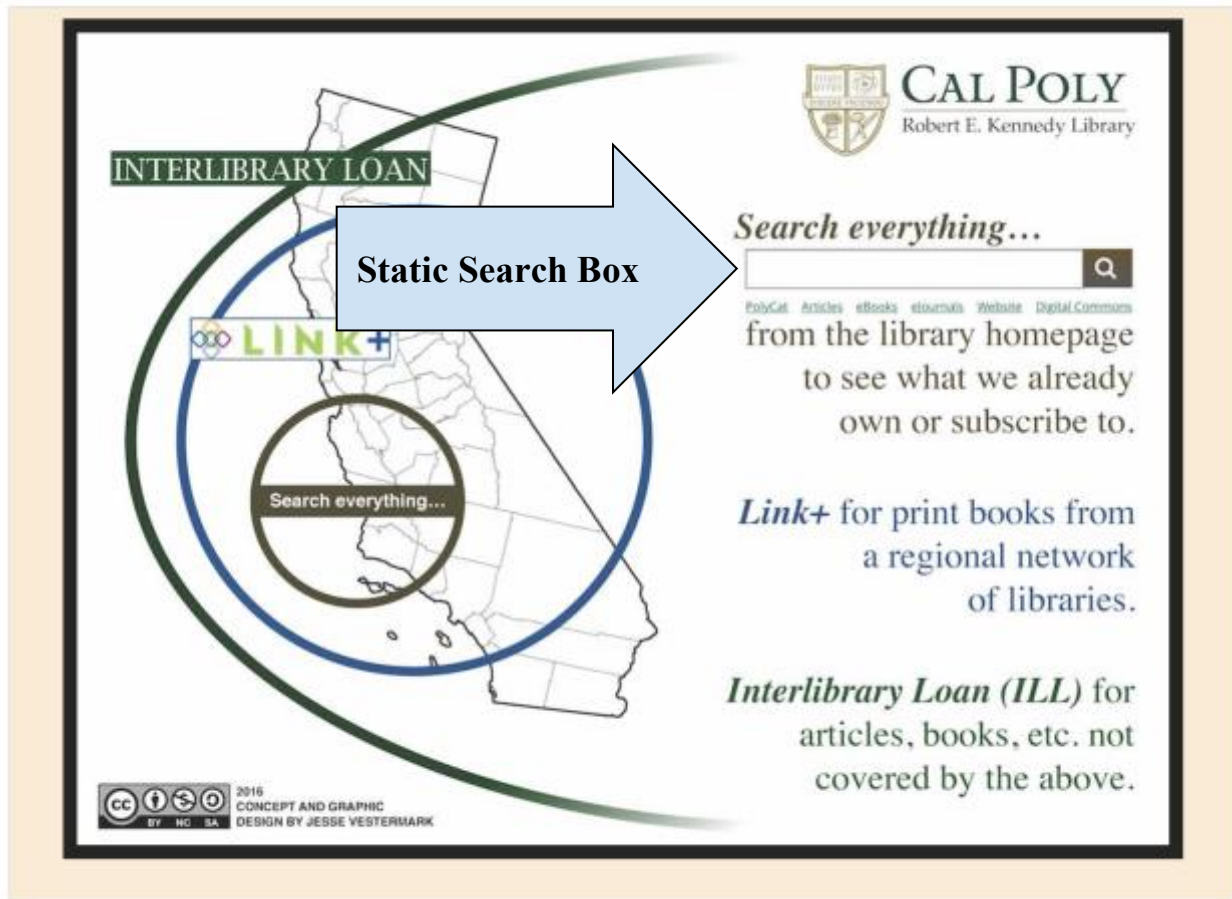 INTERLIBRARY LOAN
LINK+
Search everything...
Static Search Box
CAL POLY
Robert E. Kennedy Library
Search everything...
PolyCat Articles eBooks eJournals Website Digital Commons
from the library homepage
to see what we already
own or subscribe to.
Link+ for print books from
a regional network
of libraries.
Interlibrary Loan (ILL) for
articles, books, etc. not
covered by the above.
cc
BY NC SA
2016
CONCEPT AND GRAPHIC
DESIGN BY JESSE VESTERMARK